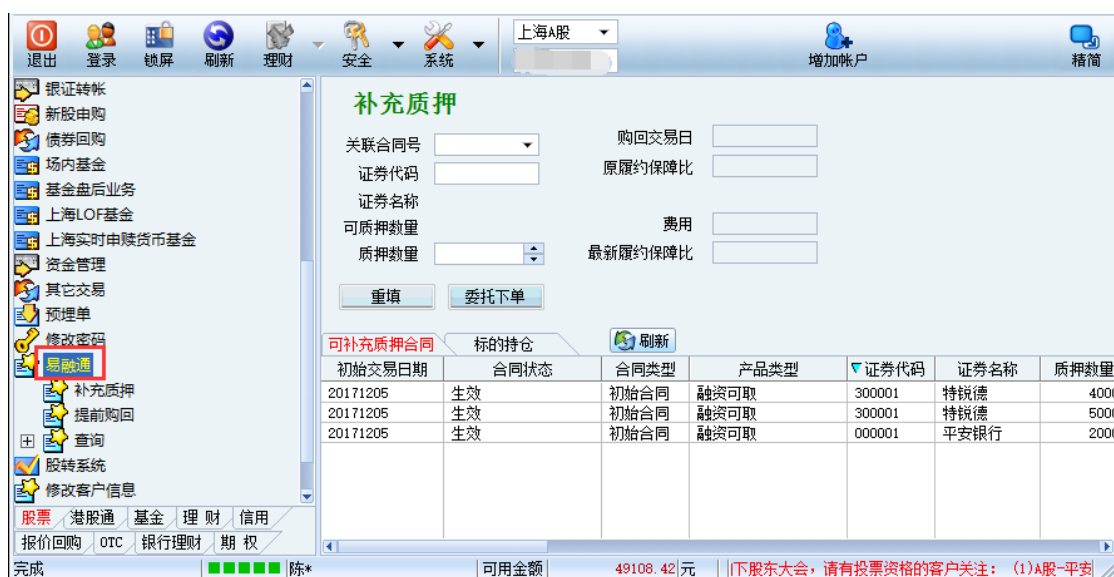 退出 登录 锁屏 刷新 理财 安全 系统 上海A股 增加帐户 精简
银证转帐
新股申购
债券回购
场内基金
基金盘后业务
上海LOF基金
上海实时申赎货币基金
资金管理
其它交易
预埋单
修改密码
易融通
补充质押
提前购回
查询
股转系统
修改客户信息
股票 港股通 基金 理 财 信用
报价回购 OTC 银行理财 期 权
补充质押
关联合同号 购回交易日
证券代码 原履约保障比
证券名称
可质押数量 费用
质押数量 最新履约保障比
重填 委托下单
可补充质押合同 标的持仓 刷新
初始交易日期 合同状态 合同类型 产品类型 证券代码 证券名称 质押数量
20171205 生效 初始合同 融资可取 300001 特锐德 4000
20171205 生效 初始合同 融资可取 300001 特锐德 5000
20171205 生效 初始合同 融资可取 000001 平安银行 2000
完成 陈* 可用金额 49108.42 元 下股东大会，请有投票资格的客户关注： (1)A股-平安